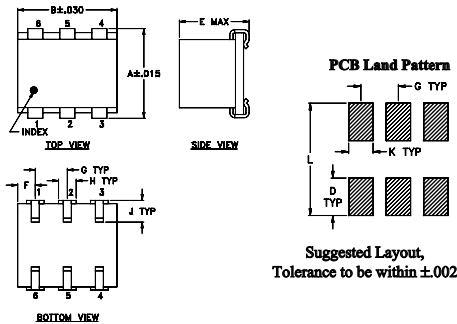 B±.030
6 5 4
A±.015
INDEX
1 2 3
TOP VIEW
E MAX
SIDE VIEW
PCB Land Pattern
G TYP
K TYP
L
D
TYP
Suggested Layout,
Tolerance to be within ±.002
G TYP
H TYP
F
1 2 3
J TYP
6 5 4
BOTTOM VIEW